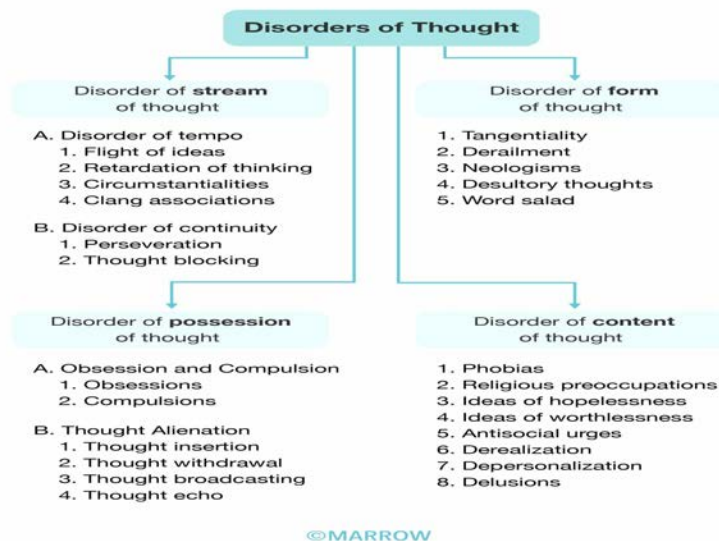 Disorders of Thought
Disorder of stream
of thought
A. Disorder of tempo
1. Flight of ideas
2. Retardation of thinking
3. Circumstantialities
4. Clang associations
B. Disorder of continuity
1. Perseveration
2. Thought blocking
Disorder of form
of thought
1. Tangentiality
2. Derailment
3. Neologisms
4. Desultory thoughts
5. Word salad
Disorder of possession
of thought
A. Obsession and Compulsion
1. Obsessions
2. Compulsions
B. Thought Alienation
1. Thought insertion
2. Thought withdrawal
3. Thought broadcasting
4. Thought echo
Disorder of content
of thought
1. Phobias
2. Religious preoccupations
3. Ideas of hopelessness
4. Ideas of worthlessness
5. Antisocial urges
6. Derealization
7. Depersonalization
8. Delusions
©MARROW